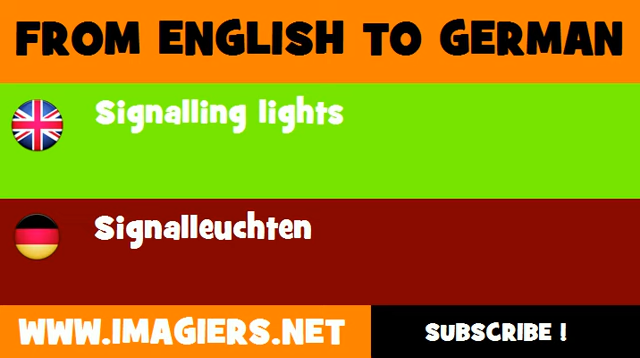 FROM ENGLISH TO GERMAN
Signalling lights
Signalleuchten
WWW.IMAGIERS.NET
SUBSCRIBE !